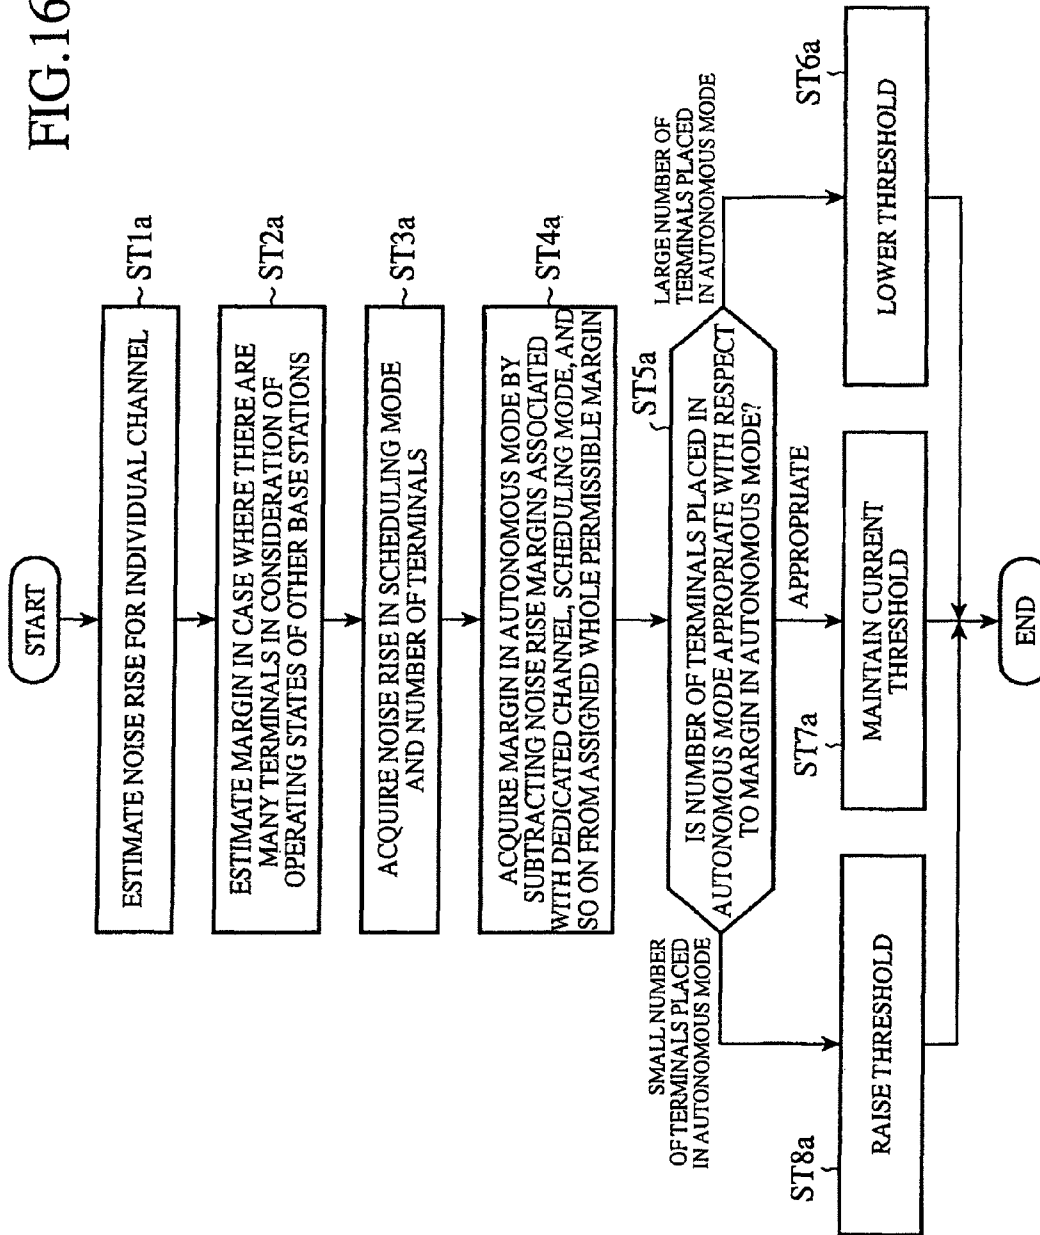 FIG.16
START
ESTIMATE NOISE RISE FOR INDIVIDUAL CHANNEL
ST1a
ESTIMATE MARGIN IN CASE WHERE THERE ARE
MANY TERMINALS IN CONSIDERATION OF
OPERATING STATES OF OTHER BASE STATIONS
ST2a
ACQUIRE NOISE RISE IN SCHEDULING MODE
AND NUMBER OF TERMINALS
ST3a
ACQUIRE MARGIN IN AUTONOMOUS MODE BY
SUBTRACTING NOISE RISE MARGINS ASSOCIATED
WITH DEDICATED CHANNEL, SCHEDULING MODE, AND
SO ON FROM ASSIGNED WHOLE PERMISSIBLE MARGIN
ST4a
ST5a
IS NUMBER OF TERMINALS PLACED IN
AUTONOMOUS MODE APPROPRIATE WITH RESPECT
TO MARGIN IN AUTONOMOUS MODE?
SMALL NUMBER
OF TERMINALS PLACED
IN AUTONOMOUS MODE
APPROPRIATE
LARGE NUMBER OF
TERMINALS PLACED
IN AUTONOMOUS MODE
ST8a
RAISE THRESHOLD
ST7a
MAINTAIN CURRENT
THRESHOLD
ST6a
LOWER THRESHOLD
END